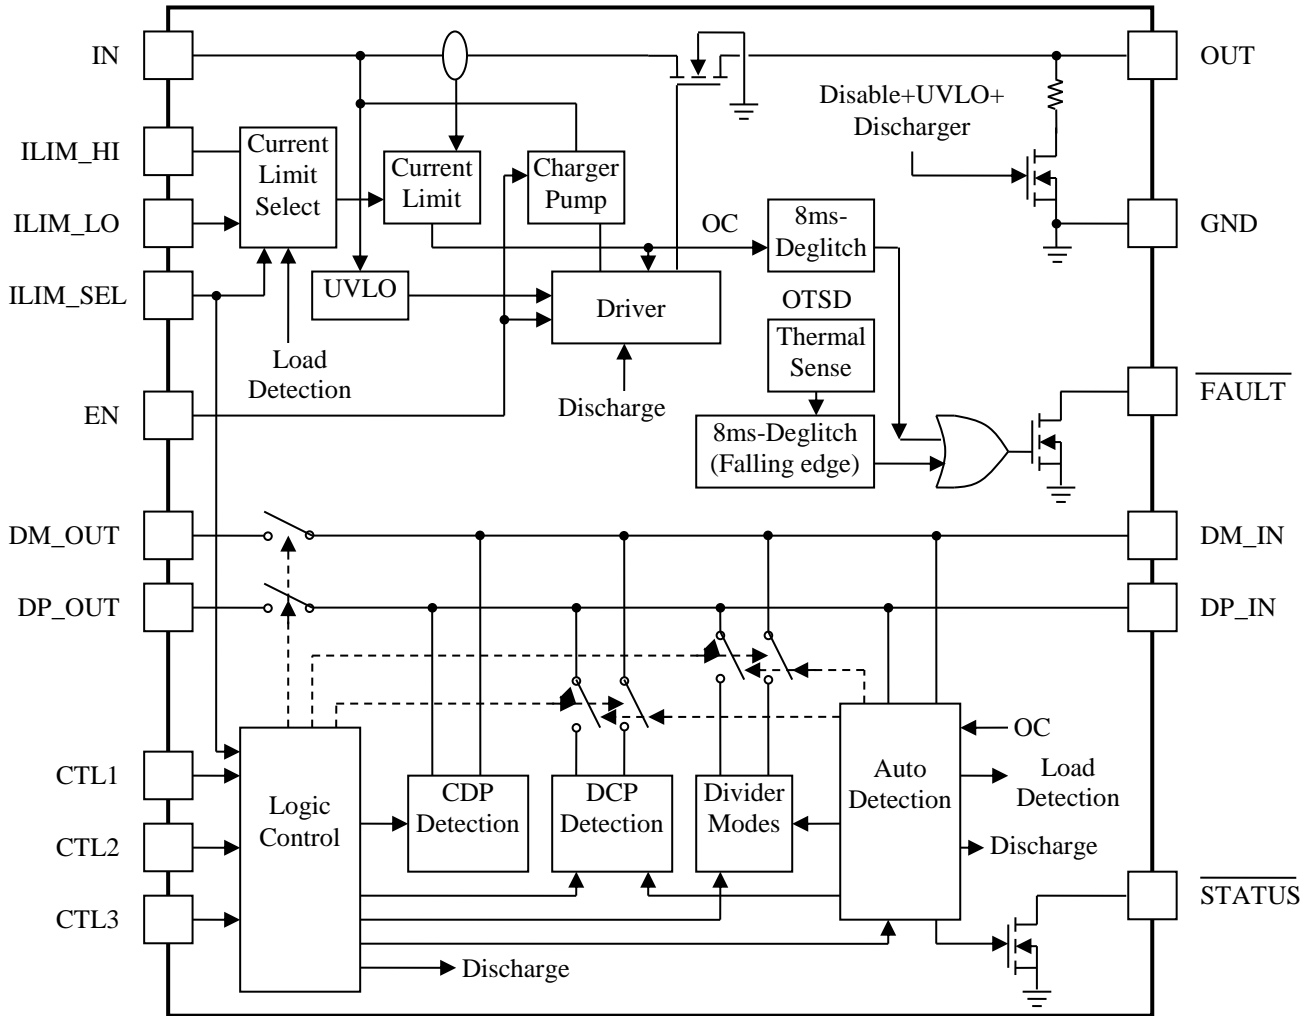 IN
OUT
Disable+UVLO+
Discharger
ILIM_HI
Current
Limit
Select
Current
Limit
Charger
Pump
ILIM_LO
OC
8ms-
Deglitch
GND
ILIM_SEL
UVLO
Driver
OTSD
Thermal
Sense
Load
Detection
FAULT
EN
Discharge
8ms-Deglitch
(Falling edge)
DM_OUT
DM_IN
DP_OUT
DP_IN
OC
CTL1
Logic
Control
CDP
Detection
DCP
Detection
Divider
Modes
Auto
Detection
Load
Detection
CTL2
Discharge
STATUS
CTL3
Discharge